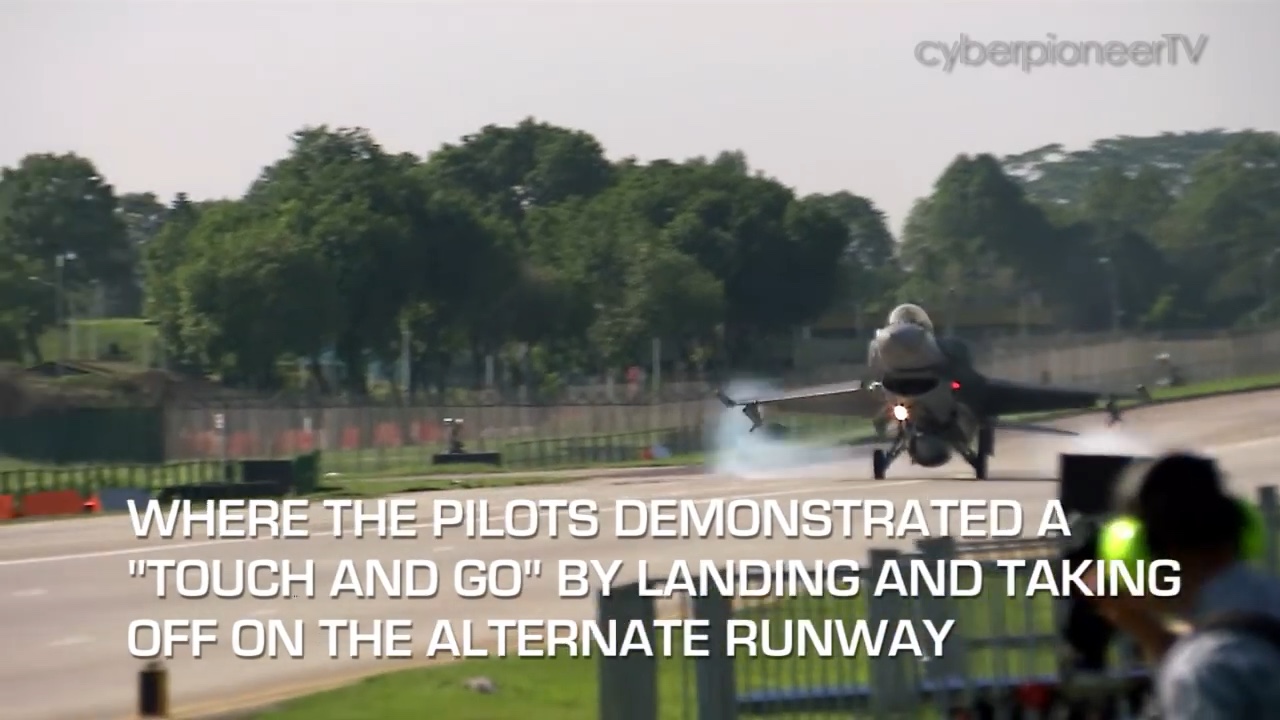 cyberpioneerTV
WHERE THE PILOTS DEMONSTRATED A
"TOUCH AND GO" BY LANDING AND TAKING
OFF ON THE ALTERNATE RUNWAY